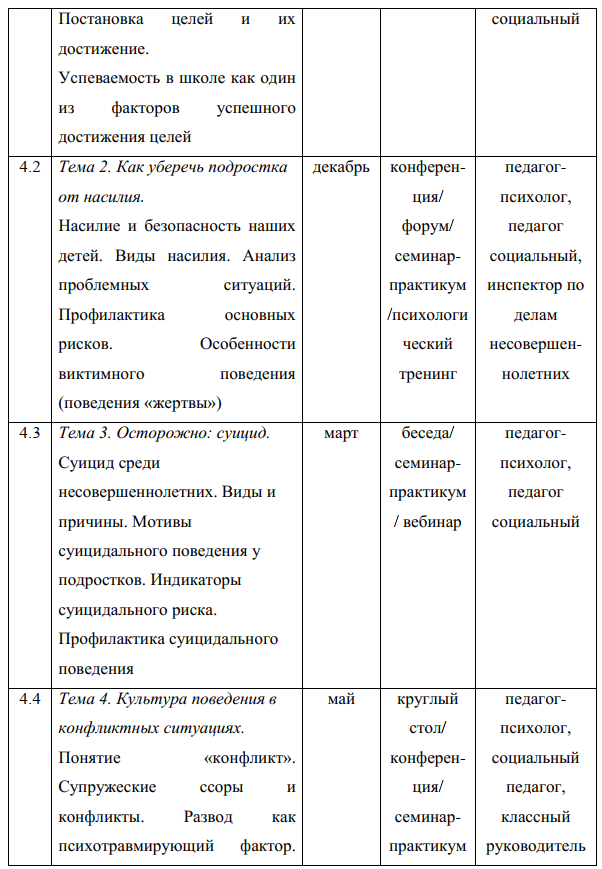 Постановка целей и их
достижение.
Успеваемость в школе как один
из факторов успешного
достижения целей
социальный
4.2
Тема 2. Как уберечь подростка
от насилия.
Насилие и безопасность наших
детей. Виды насилия. Анализ
проблемных ситуаций.
Профилактика основных
рисков. Особенности
виктимного поведения
(поведения «жертвы»)
декабрь
конферен-
ция/
форум/
семинар-
практикум
/психологи
ческий
тренинг
педагог-
психолог,
педагог
социальный,
инспектор по
делам
несовершен-
нолетних
4.3
Тема 3. Осторожно: суицид.
Суицид среди
несовершеннолетних. Виды и
причины. Мотивы
суицидального поведения у
подростков. Индикаторы
суицидального риска.
Профилактика суицидального
поведения
март
беседа/
семинар-
практикум
/ вебинар
педагог-
психолог,
педагог
социальный
4.4
Тема 4. Культура поведения в
конфликтных ситуациях.
Понятие «конфликт».
Супружеские ссоры и
конфликты. Развод как
психотравмирующий фактор.
май
круглый
стол/
конферен-
ция/
семинар-
практикум
педагог-
психолог,
социальный
педагог,
классный
руководитель